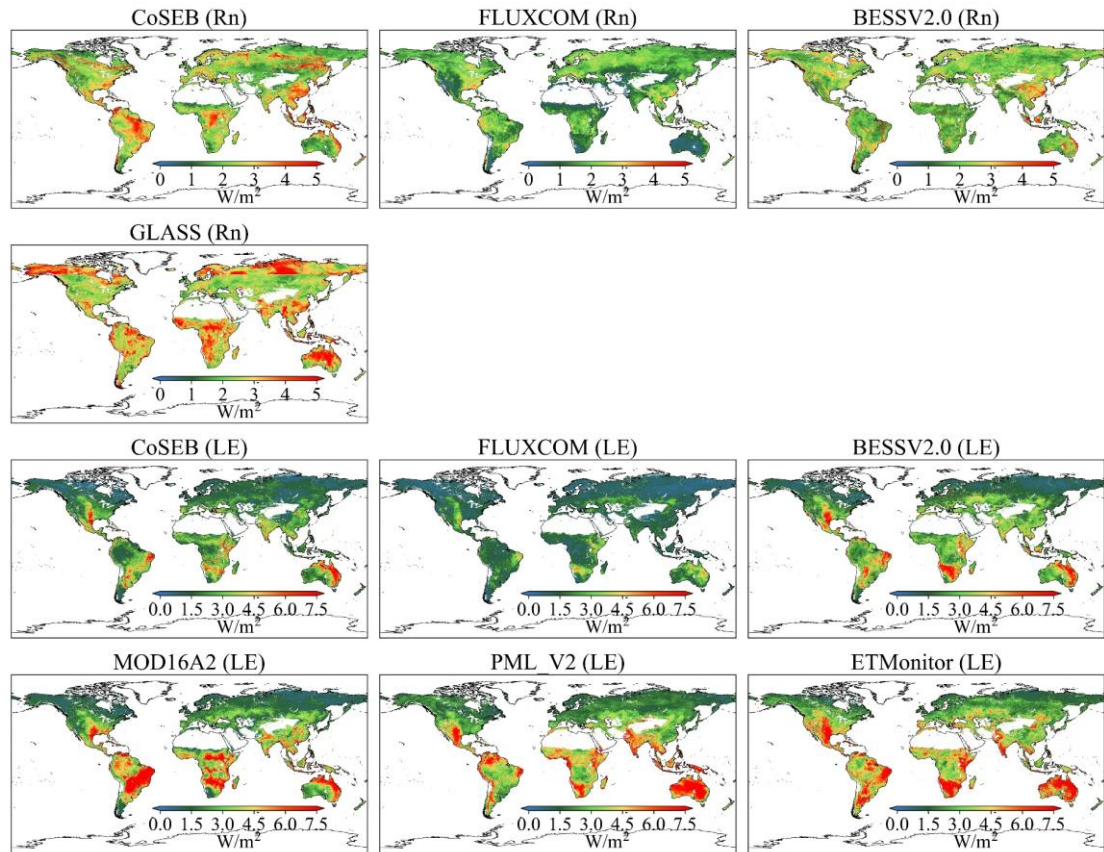 CoSEB (Rn) FLUXCOM (Rn) BESSV2.0 (Rn)
0 1 2 3 4 5 0 1 2 3 4 5 0 1 2 3 4 5
W/m² W/m² W/m²
GLASS (Rn)
0 1 2 3 4 5
W/m²
CoSEB (LE) FLUXCOM (LE) BESSV2.0 (LE)
0.0 1.5 3.0 4.5 6.0 7.5 0.0 1.5 3.0 4.5 6.0 7.5 0.0 1.5 3.0 4.5 6.0 7.5
W/m² W/m² W/m²
MOD16A2 (LE) PML_V2 (LE) ETMonitor (LE)
0.0 1.5 3.0 4.5 6.0 7.5 0.0 1.5 3.0 4.5 6.0 7.5 0.0 1.5 3.0 4.5 6.0 7.5
W/m² W/m² W/m²